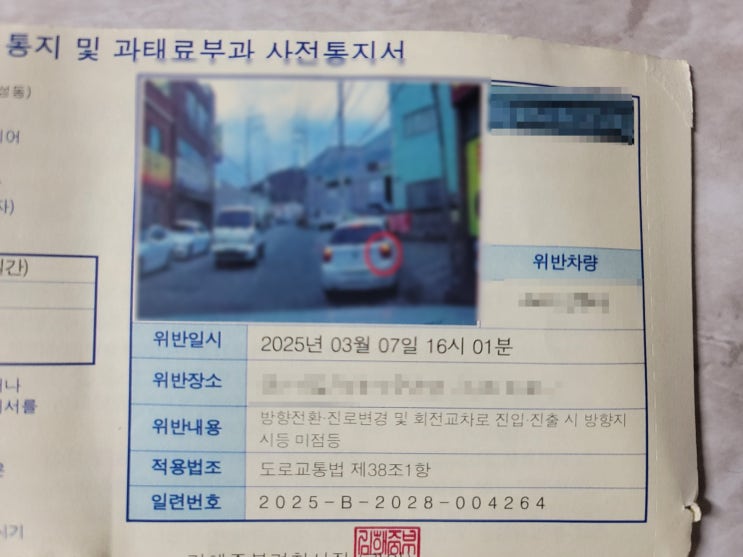 통지 및 과태료부과 사전통지서
성동)
자)
위반차량
위반일시 2025년 03월 07일 16시 01분
위반장소
위반내용 방향전환·진로변경 및 회전교차로 진입·진출 시 방향지
시등 미점등
적용법조 도로교통법 제38조1항
일련번호 2025-B-2028-004264